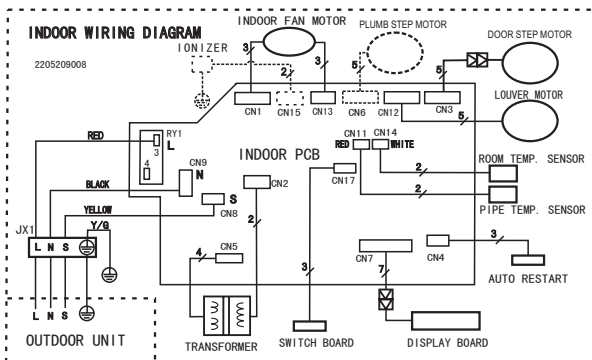 INDOOR WIRING DIAGRAM
2205209008
INDOOR FAN MOTOR
PLUMB STEP MOTOR
DOOR STEP MOTOR
IONIZER
3
2
3
5
5
CN1
CN15
CN13
CN6
CN12
CN3
LOUVER MOTOR
5
RED
RY1
L
3
4
INDOOR PCB
CN11
CN14
RED
WHITE
CN9
N
CN2
CN17
2
ROOM TEMP. SENSOR
2
PIPE TEMP. SENSOR
BLACK
S
CN8
YELLOW
Y/G
JX1
L N S
2
4
CN5
3
CN7
7
CN4
3
AUTO RESTART
L N S
OUTDOOR UNIT
TRANSFORMER
SWITCH BOARD
DISPLAY BOARD